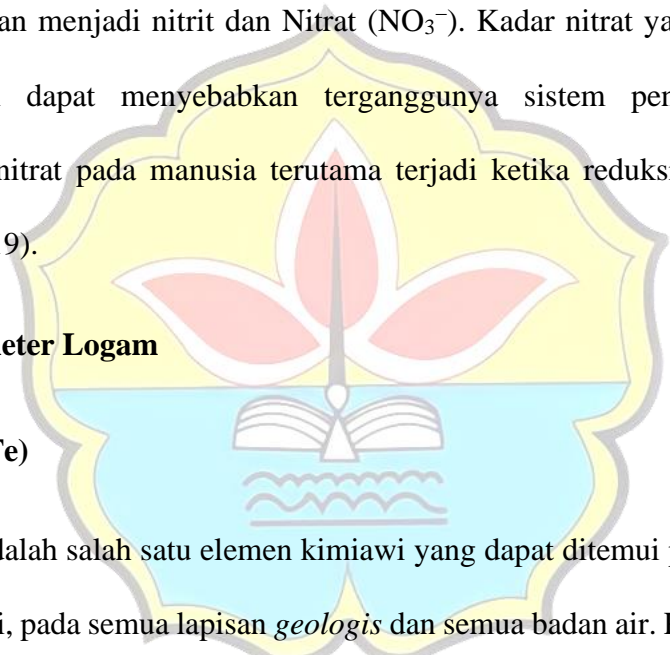 an menjadi nitrit dan Nitrat (NO₃⁻). Kadar nitrat ya
dapat menyebabkan terganggunya sistem per
nitrat pada manusia terutama terjadi ketika reduksi
9).
eter Logam
e)
dalah salah satu elemen kimiawi yang dapat ditemui p
i, pada semua lapisan geologis dan semua badan air.